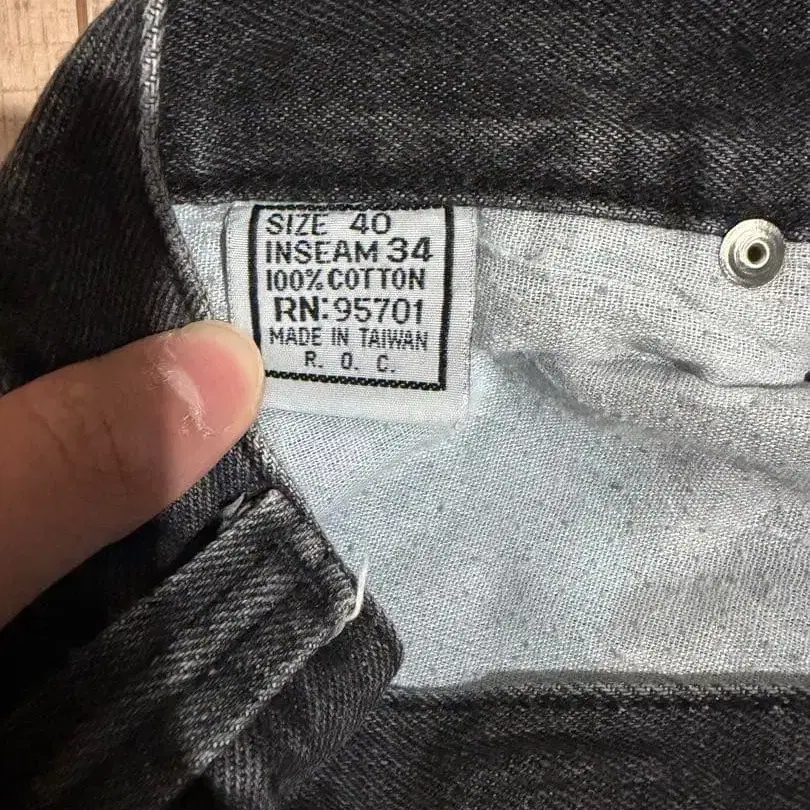 SIZE 40
INSEAM 34
100% COTTON
RN:95701
MADE IN TAIWAN
R. O. C.